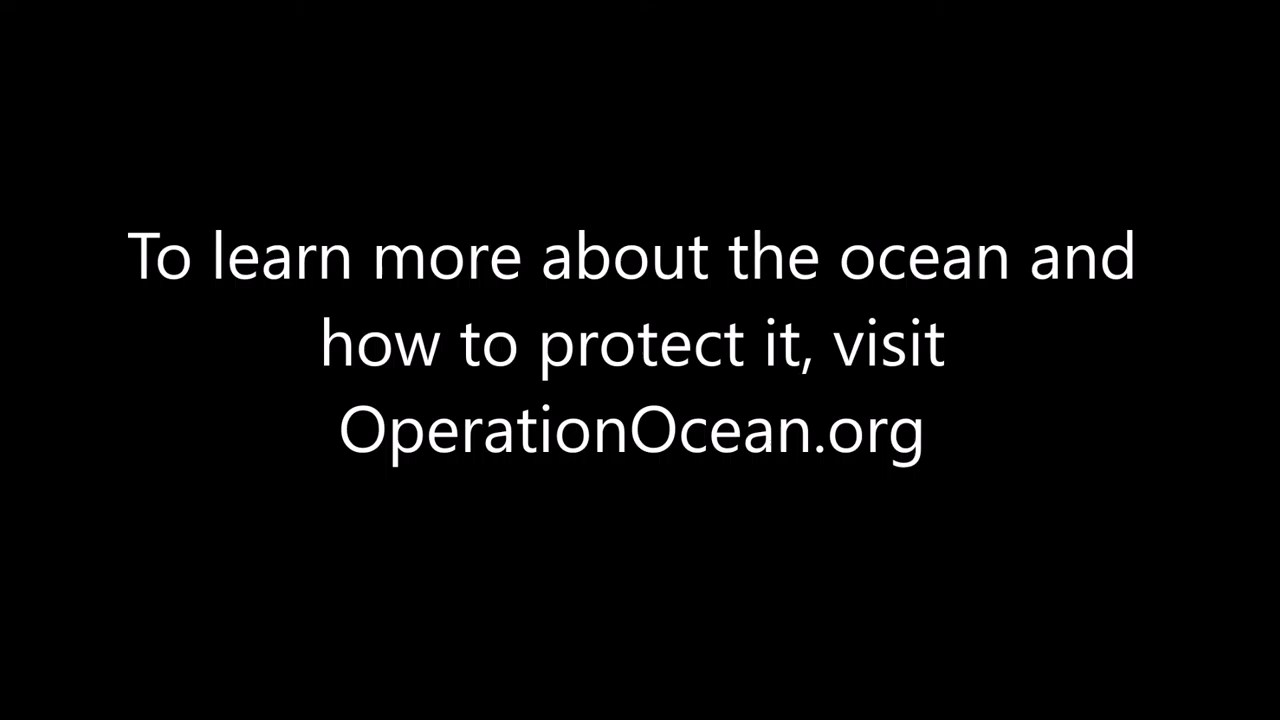 To learn more about the ocean and
how to protect it, visit
OperationOcean.org